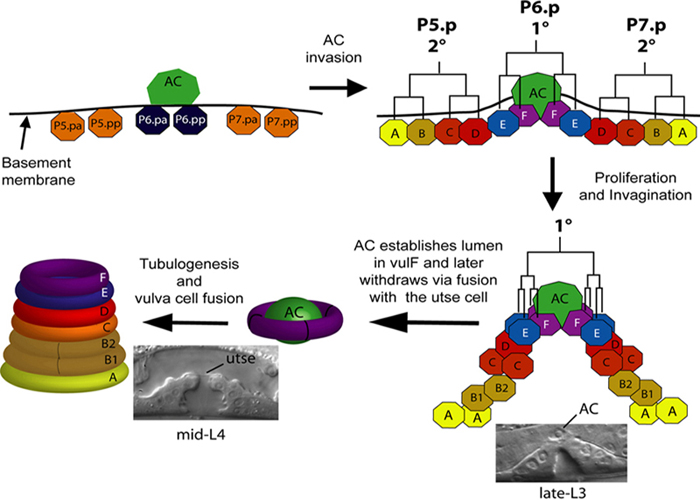 AC
P5.pa P5.pp P6.pa P6.pp P7.pa P7.pp
Basement
membrane
AC
invasion
P5.p
2°
P6.p
1°
P7.p
2°
AC
A B C D E F F E D C B A
Proliferation
and Invagination
1°
AC
E F F E
D D
C C C C
B2 B2
B1 B1
A A A A
AC
late-L3
AC establishes lumen
in vulF and later
withdraws via fusion
with the utse cell
AC
utse
mid-L4
Tubulogenesis
and
vulva cell fusion
F
E
D
C
B2
B1
A